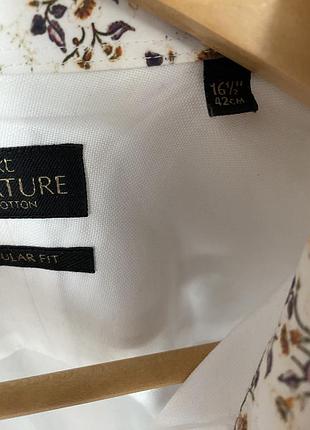 16½"
42CM
XT
TURE
OTTON
ULAR FIT